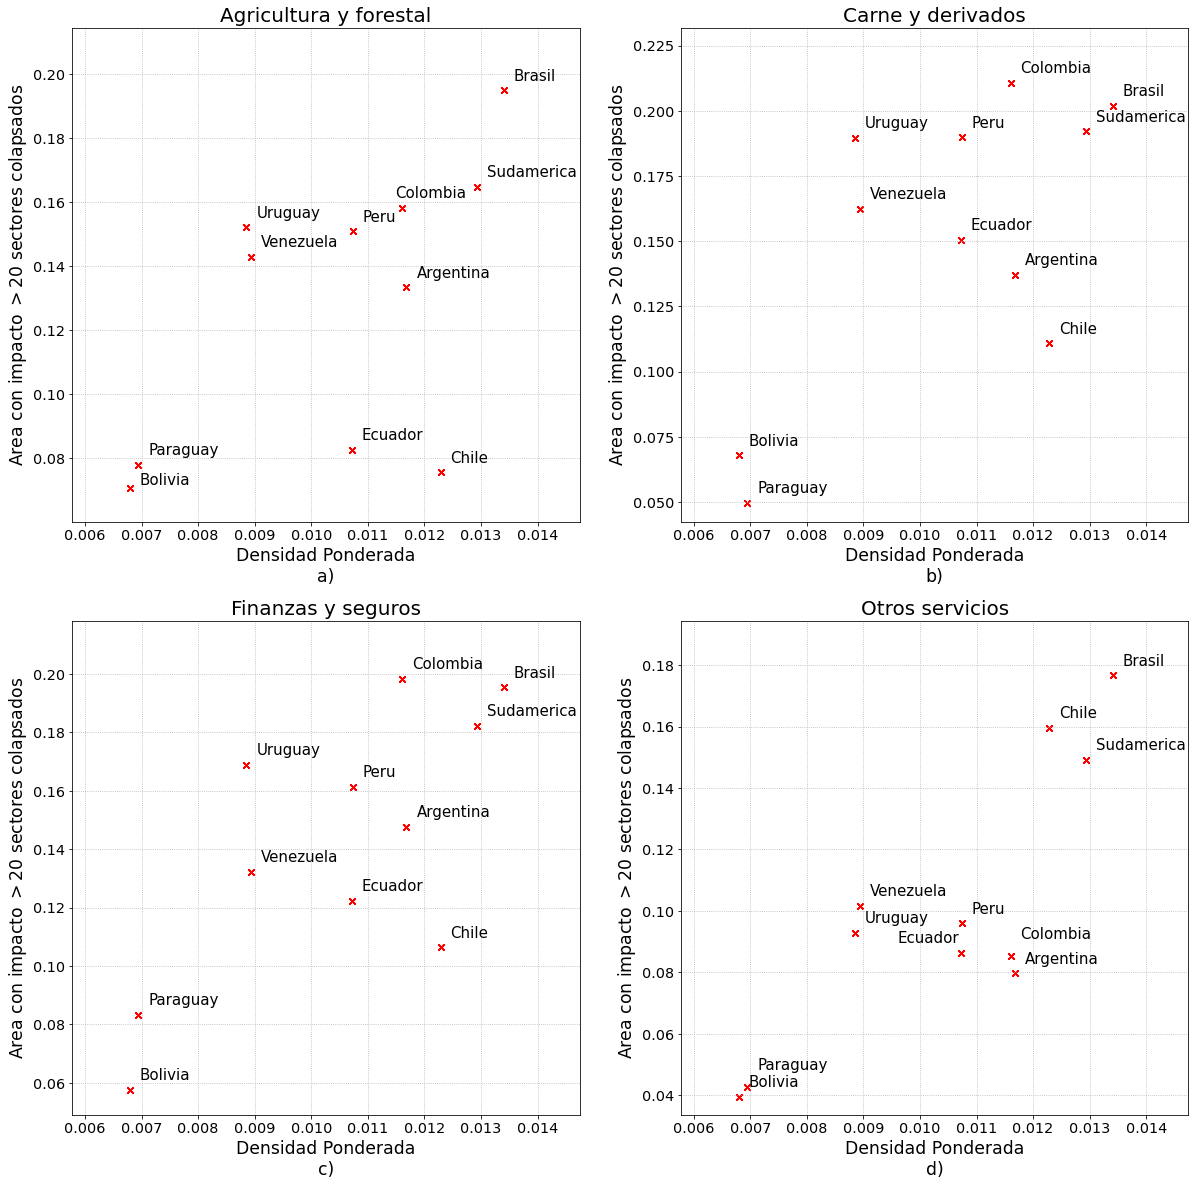 Agricultura y forestal
Area con impacto > 20 sectores colapsados
0.20
0.18
0.16
0.14
0.12
0.10
0.08
Brasil
Sudamerica
Colombia
Uruguay
Peru
Venezuela
Argentina
Ecuador
Paraguay
Chile
Bolivia
0.006 0.007 0.008 0.009 0.010 0.011 0.012 0.013 0.014
Densidad Ponderada
a)
Carne y derivados
Area con impacto > 20 sectores colapsados
0.225
0.200
0.175
0.150
0.125
0.100
0.075
0.050
Colombia
Brasil
Sudamerica
Uruguay
Peru
Venezuela
Ecuador
Argentina
Chile
Bolivia
Paraguay
0.006 0.007 0.008 0.009 0.010 0.011 0.012 0.013 0.014
Densidad Ponderada
b)
Finanzas y seguros
Area con impacto > 20 sectores colapsados
0.20
0.18
0.16
0.14
0.12
0.10
0.08
0.06
Colombia
Brasil
Sudamerica
Uruguay
Peru
Argentina
Venezuela
Ecuador
Chile
Paraguay
Bolivia
0.006 0.007 0.008 0.009 0.010 0.011 0.012 0.013 0.014
Densidad Ponderada
c)
Otros servicios
Area con impacto > 20 sectores colapsados
0.18
0.16
0.14
0.12
0.10
0.08
0.06
0.04
Brasil
Chile
Sudamerica
Venezuela
Peru
Uruguay
Colombia
Ecuador
Argentina
Paraguay
Bolivia
0.006 0.007 0.008 0.009 0.010 0.011 0.012 0.013 0.014
Densidad Ponderada
d)